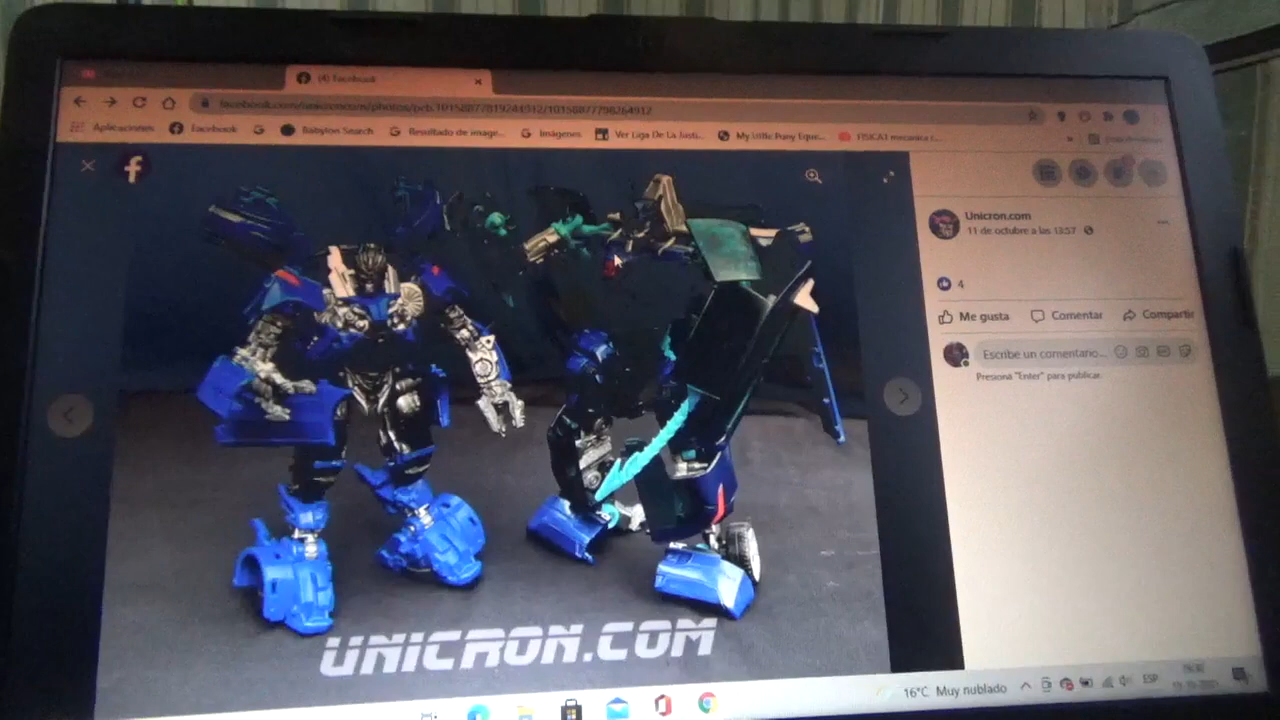 (4) Facebook
Aplicaciones Facebook Babylon Search Resultado de image... Imágenes Ver Liga De La Justi... My Little Pony Eque...
Unicron.com
11 de octubre a las 13:57
4
Me gusta Comentar Compartir
Escribe un comentario...
Presiona "Enter" para publicar.
UNICRON.COM
16°C Muy nublado ESP